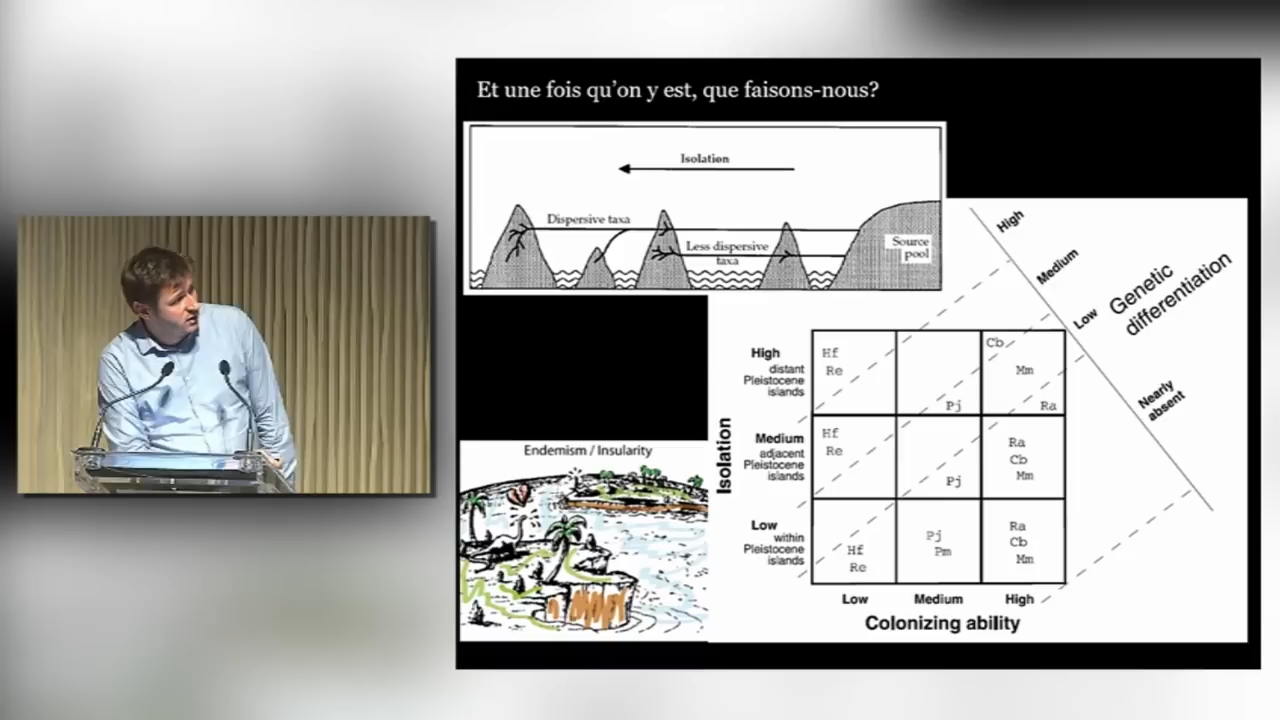 Et une fois qu'on y est, que faisons-nous?
Isolation
Dispersive taxa
Less dispersive
taxa
Source
pool
Endemism / Insularity
High
Medium
Low
Nearly
absent
Genetic
differentiation
Isolation
High
distant
Pleistocene
islands
Hf
Re
Pj
Cb
Mm
Ra
Medium
adjacent
Pleistocene
islands
Hf
Re
Pj
Ra
Cb
Mm
Low
within
Pleistocene
islands
Hf
Re
Pj
Pm
Ra
Cb
Mm
Low
Medium
High
Colonizing ability